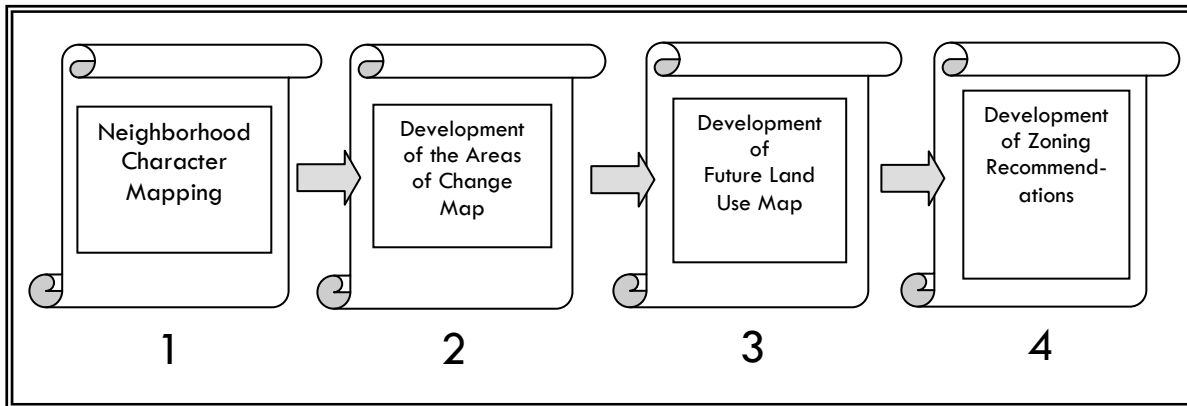 Neighborhood
Character
Mapping
1
Development
of the Areas
of Change
Map
2
Development
of
Future Land
Use Map
3
Development
of Zoning
Recommend-
ations
4